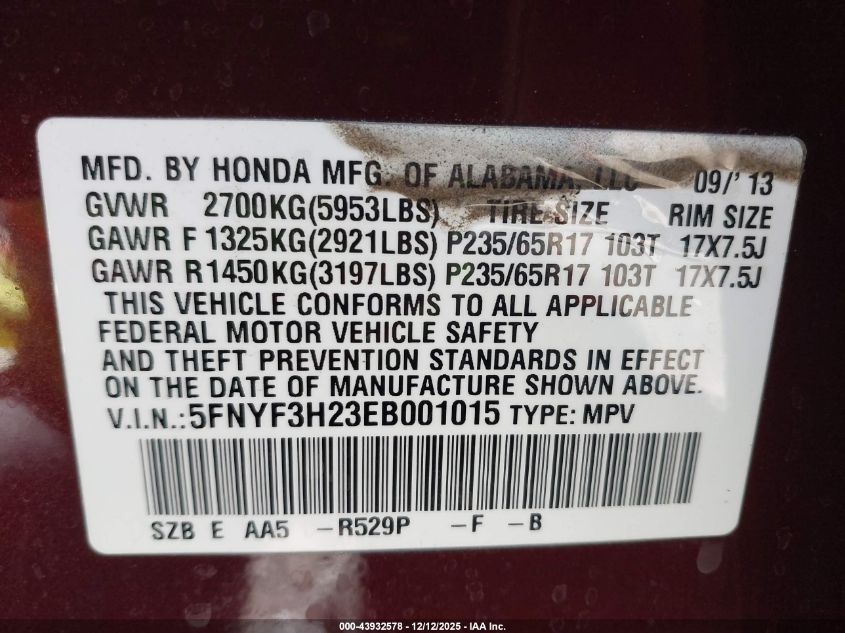 MFD. BY HONDA MFG. OF ALABAMA, LLC 09/'13
GVWR 2700KG(5953LBS) TIRE SIZE RIM SIZE
GAWR F 1325KG(2921LBS) P235/65R17 103T 17X7.5J
GAWR R 1450KG(3197LBS) P235/65R17 103T 17X7.5J
THIS VEHICLE CONFORMS TO ALL APPLICABLE
FEDERAL MOTOR VEHICLE SAFETY
AND THEFT PREVENTION STANDARDS IN EFFECT
ON THE DATE OF MANUFACTURE SHOWN ABOVE.
V.I.N.:5FNYF3H23EB001015 TYPE: MPV
SZB E AA5 -R529P -F -B
000-43932578 - 12/12/2025 - IAA Inc.